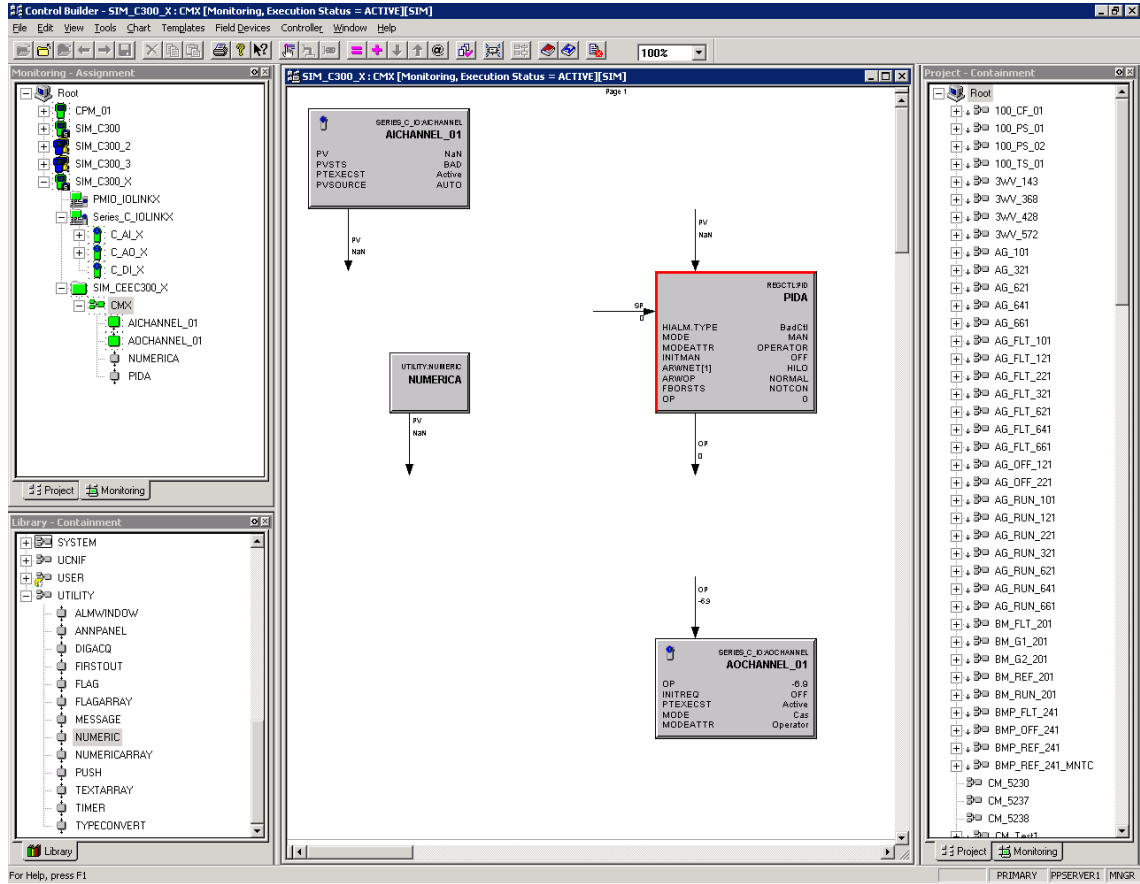 Control Builder - SIM_C300_X : CMX [Monitoring, Execution Status = ACTIVE][SIM]
File Edit View Tools Chart Templates Field Devices Controller Window Help
100%
Monitoring - Assignment
Root
CPM_01
SIM_C300
SIM_C300_2
SIM_C300_3
SIM_C300_X
PMIO_IOLINKX
Series_C_IOLINKX
C_AI_X
C_AO_X
C_DI_X
SIM_CEEC300_X
CMX
AICHANNEL_01
AOCHANNEL_01
NUMERICA
PIDA
Project Monitoring
Library - Containment
SYSTEM
UCNIF
USER
UTILITY
ALMWINDOW
ANNPANEL
DIGACQ
FIRSTOUT
FLAG
FLAGARRAY
MESSAGE
NUMERIC
NUMERICARRAY
PUSH
TEXTARRAY
TIMER
TYPECONVERT
Library
SIM_C300_X : CMX [Monitoring, Execution Status = ACTIVE][SIM]
Page 1
SERIES_C_IO:AICHANNEL
AICHANNEL_01
PV NaN
PVSTS BAD
PTEXECST Active
PVSOURCE AUTO
PV
NaN
PV
NaN
SP
0
REGCTL:PID
PIDA
HIALM.TYPE BadCtl
MODE MAN
MODEATTR OPERATOR
INITMAN OFF
ARWNET[1] HILO
ARWOP NORMAL
FBORSTS NOTCON
OP 0
UTILITY:NUMERIC
NUMERICA
PV
NaN
OP
0
OP
-6.9
SERIES_C_IO:AOCHANNEL
AOCHANNEL_01
OP -6.9
INITREQ OFF
PTEXECST Active
MODE Cas
MODEATTR Operator
Project - Containment
Root
100_CF_01
100_PS_01
100_PS_02
100_TS_01
3WV_143
3WV_368
3WV_428
3WV_572
AG_101
AG_321
AG_621
AG_641
AG_661
AG_FLT_101
AG_FLT_121
AG_FLT_221
AG_FLT_321
AG_FLT_621
AG_FLT_641
AG_FLT_661
AG_OFF_121
AG_OFF_221
AG_RUN_101
AG_RUN_121
AG_RUN_221
AG_RUN_321
AG_RUN_621
AG_RUN_641
AG_RUN_661
BM_FLT_201
BM_G1_201
BM_G2_201
BM_REF_201
BM_RUN_201
BMP_FLT_241
BMP_OFF_241
BMP_REF_241
BMP_REF_241_MNTC
CM_5230
CM_5237
CM_5238
CM_Test1
Project Monitoring
For Help, press F1
PRIMARY PPSERVER1 MNGR